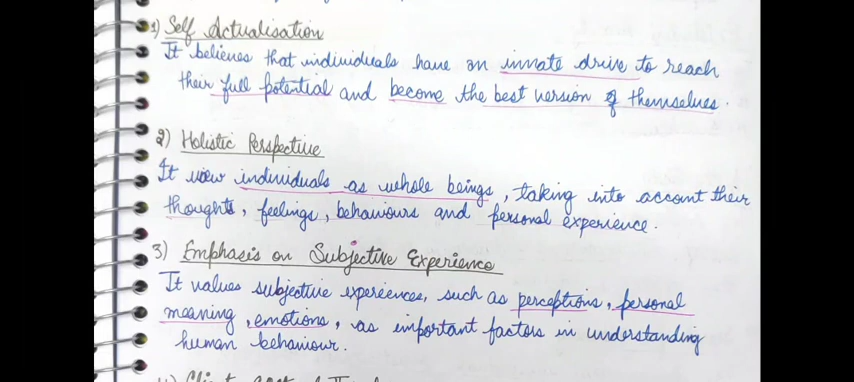 1) Self Actualisation
It believes that individuals have an innate drive to reach
their full potential and become the best version of themselves.
2) Holistic Perspective
It view individuals as whole beings, taking into account their
thoughts, feelings, behaviours and personal experience.
3) Emphasis on Subjective Experience
It values subjective experiences, such as perceptions, personal
meaning, emotions, as important factors in understanding
human behaviour.